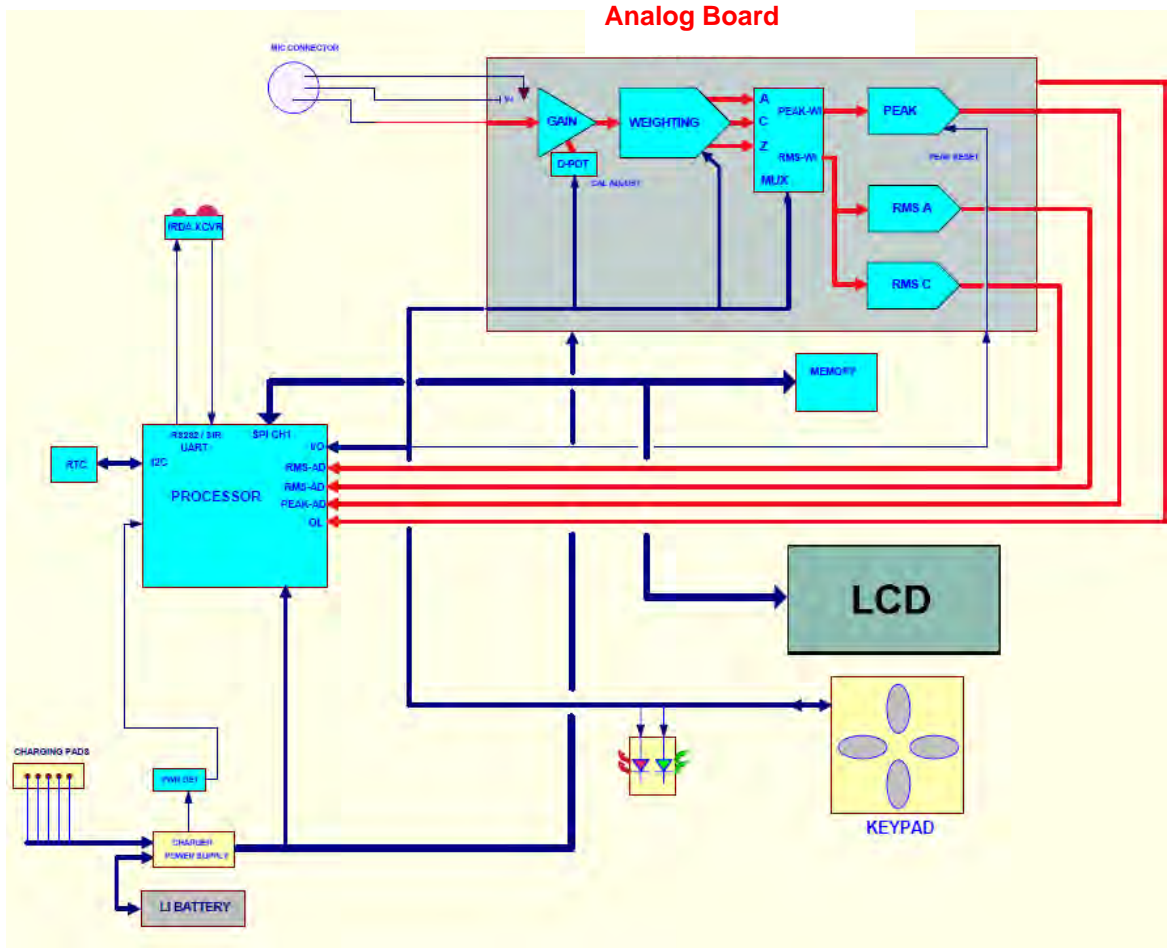 Analog Board
MIC CONNECTOR
GAIN
D-POT
CAL ADJUST
WEIGHTING
A
C
Z
PEAK-WI
RMS-WI
MUX
PEAK
PEAK RESET
RMS A
RMS C
IRDA XCVR
MEMORY
RS232 / SIR
UART
SPI CH1
I/O
RTC
I2C
RMS-AD
RMS-AD
PROCESSOR
PEAK-AD
OL
LCD
CHARGING PADS
PWR DET
KEYPAD
CHARGER
POWER SUPPLY
LI BATTERY